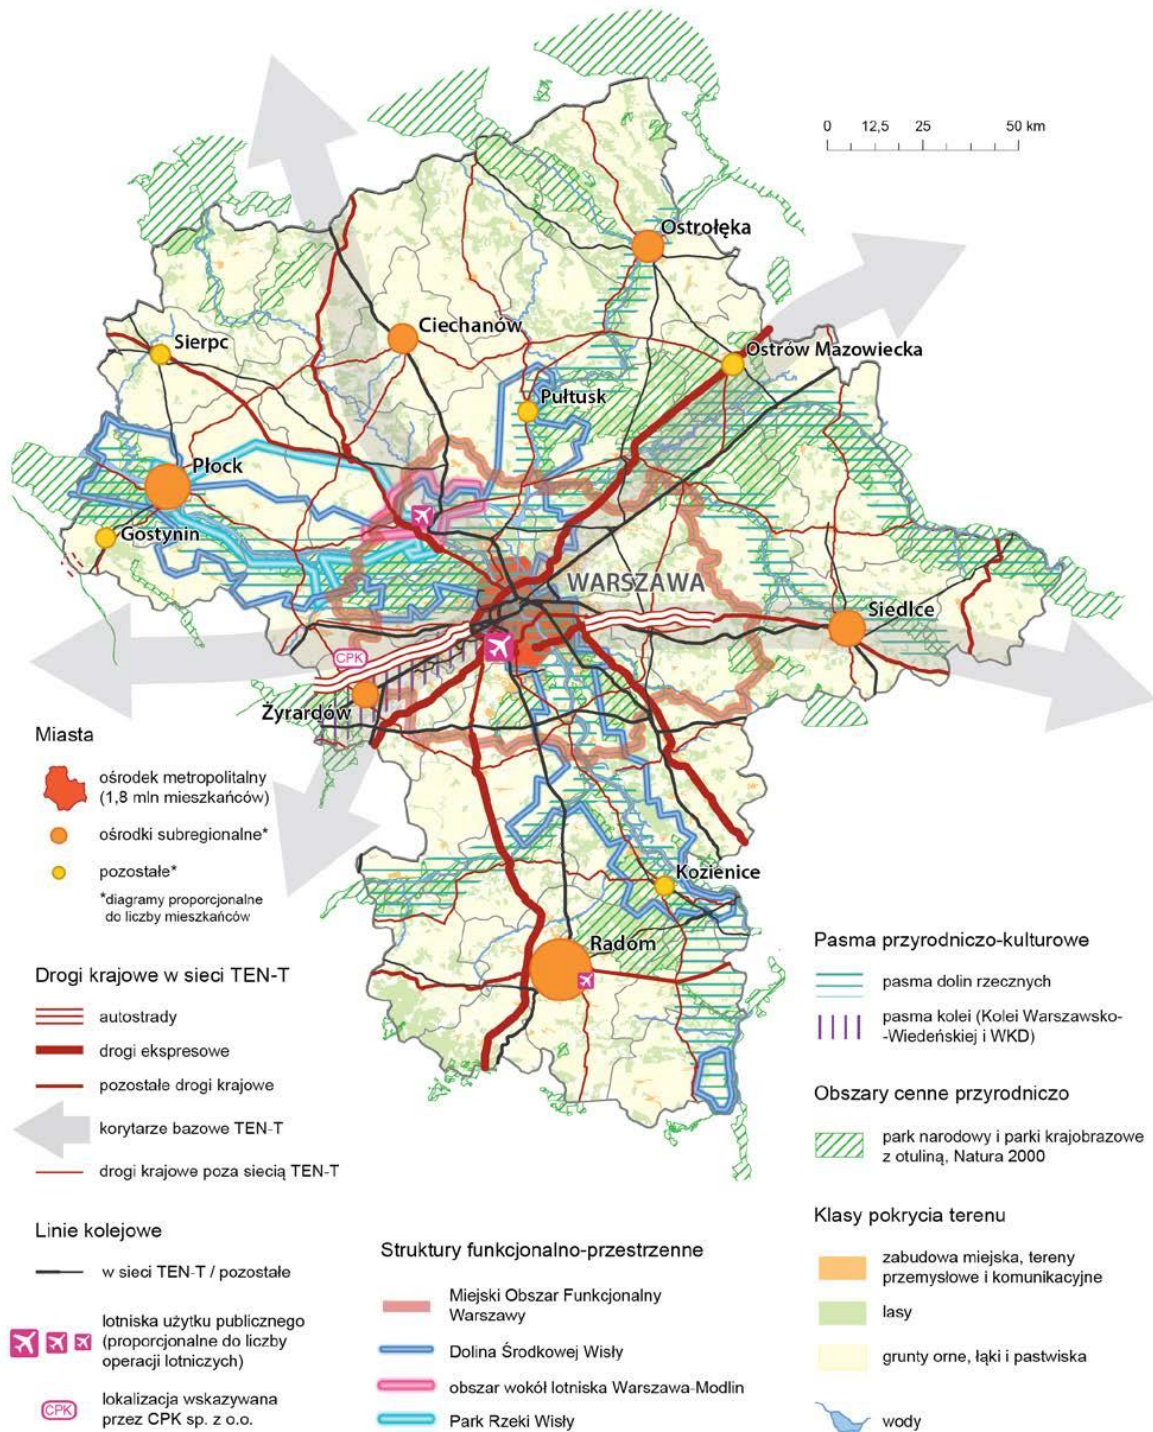 0 12,5 25 50 km
Ostrołęka
Ciechanów
Sierpc
Ostrów Mazowiecka
Pułtusk
Płock
Gostynin
WARSZAWA
Siedlce
CPK
Żyrardów
Kozienice
Radom
Miasta
ośrodek metropolitalny
(1,8 mln mieszkańców)
ośrodki subregionalne*
pozostałe*
*diagramy proporcjonalne
do liczby mieszkańców
Drogi krajowe w sieci TEN-T
autostrady
drogi ekspresowe
pozostałe drogi krajowe
korytarze bazowe TEN-T
drogi krajowe poza siecią TEN-T
Linie kolejowe
w sieci TEN-T / pozostałe
lotniska użytku publicznego
(proporcjonalne do liczby
operacji lotniczych)
CPK
lokalizacja wskazywana
przez CPK sp. z o.o.
Struktury funkcjonalno-przestrzenne
Miejski Obszar Funkcjonalny
Warszawy
Dolina Środkowej Wisły
obszar wokół lotniska Warszawa-Modlin
Park Rzeki Wisły
Pasma przyrodniczo-kulturowe
pasma dolin rzecznych
pasma kolei (Kolei Warszawsko-
-Wiedeńskiej i WKD)
Obszary cenne przyrodniczo
park narodowy i parki krajobrazowe
z otuliną, Natura 2000
Klasy pokrycia terenu
zabudowa miejska, tereny
przemysłowe i komunikacyjne
lasy
grunty orne, łąki i pastwiska
wody